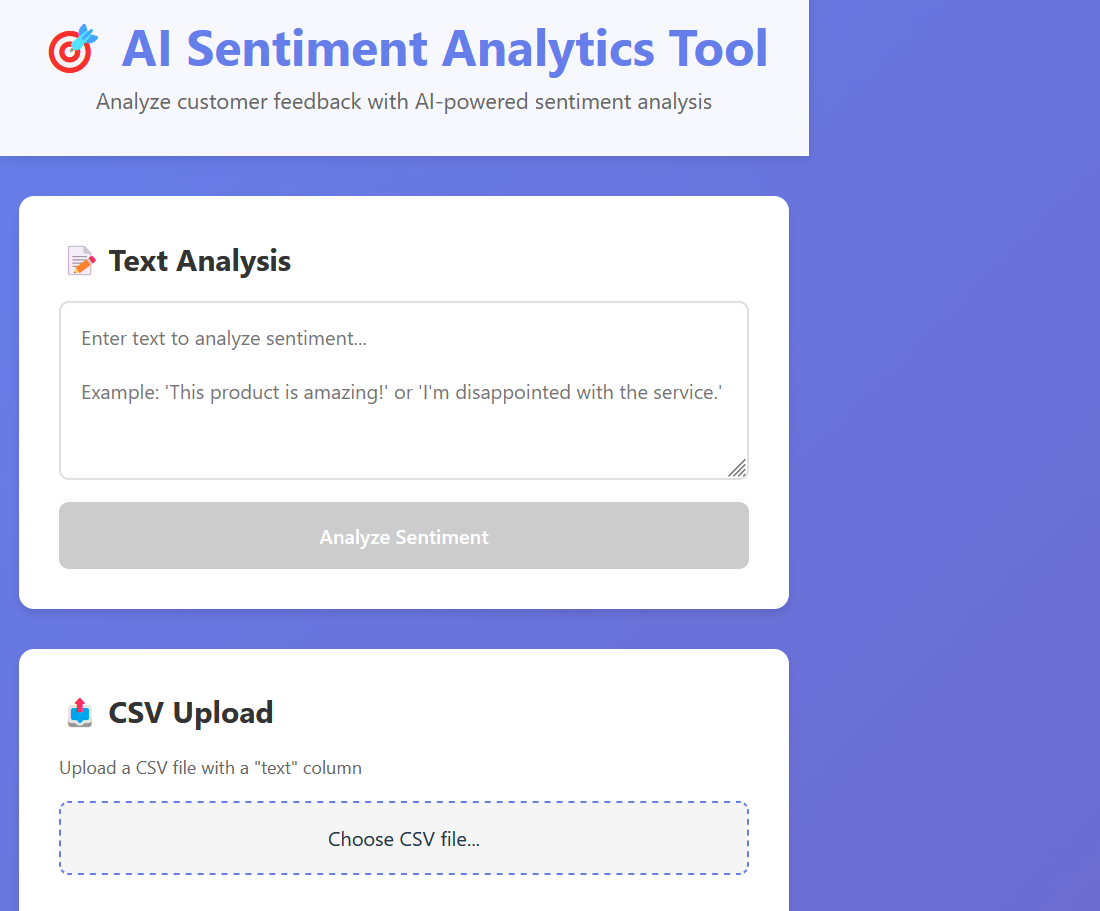 AI Sentiment Analytics Tool
Analyze customer feedback with AI-powered sentiment analysis
Text Analysis
Enter text to analyze sentiment...
Example: 'This product is amazing!' or 'I'm disappointed with the service.'
Analyze Sentiment
CSV Upload
Upload a CSV file with a "text" column
Choose CSV file...